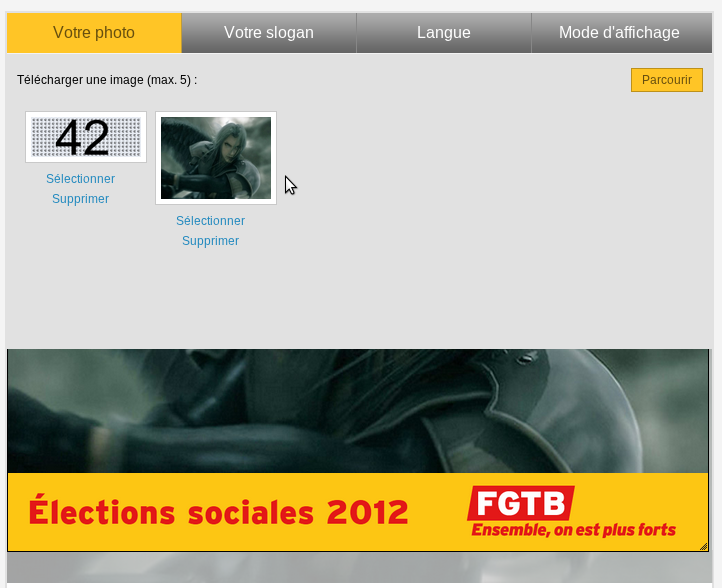 Votre photo Votre slogan Langue Mode d'affichage
Télécharger une image (max. 5) : Parcourir
42
Sélectionner
Supprimer
Sélectionner
Supprimer
Élections sociales 2012
FGTB
Ensemble, on est plus forts